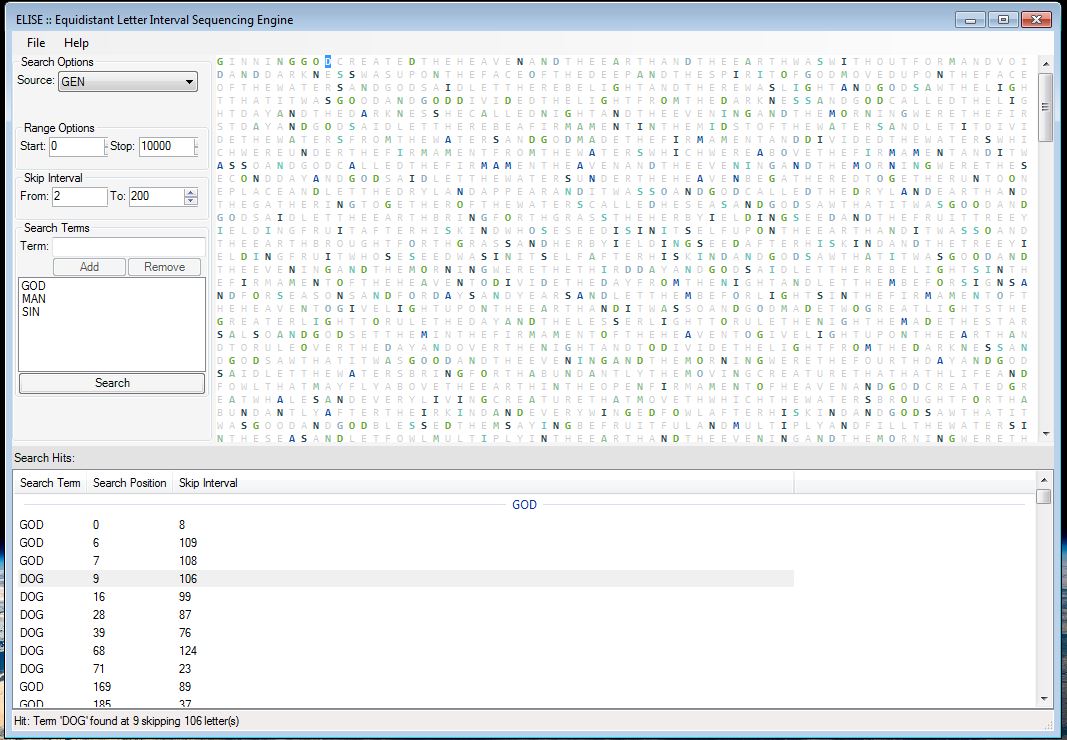 ELISE :: Equidistant Letter Interval Sequencing Engine
File Help
Search Options
Source: GEN
Range Options
Start: 0 Stop: 10000
Skip Interval
From: 2 To: 200
Search Terms
Term:
Add Remove
GOD
MAN
SIN
Search
GINNINGGODCREATEDTHEHEAVENANDTHEEARTHANDTHEEARTHWASWITHOUTFORMANDVOI
DANDDARKNESSWASUPONTHEFACEOFTHEDEEPANDTHESPIRITOFGODMOVEDUPONTHEFACE
OFTHEWATERSANDGODSAIDLETTHEREBELIGHTANDTHEREWASLIGHTANDGODSAWTHELIGH
TTHATITWASGOODANDGODDIVIDEDTHELIGHTFROMTHEDARKNESSANDGODCALLEDTHELIG
HTDAYANDTHEDARKNESSHECALLEDNIGHTANDTHEEVENINGANDTHEMORNINGWERETHEFIR
STDAYANDGODSAIDLETTHEREBEAFIRMAMENTINTHEMIDSTOFTHEWATERSANDLETITDIVI
DETHEWATERSFROMTHEWATERSANDGODMADETHEFIRMAMENTANDDIVIDEDTHEWATERSWHI
CHWEREUNDERTHEFIRMAMENTFROMTHEWATERSWHICHWEREABOVETHEFIRMAMENTANDITW
ASSOANDGODCALLEDTHEFIRMAMENTHEAVENANDTHEEVENINGANDTHEMORNINGWERETHES
ECONDDAYANDGODSAIDLETTHEWATERSUNDERTHEHEAVENBEGATHEREDTOGETHERUNTOON
EPLACEANDLETTHEDRYLANDAPPEARANDITWASSOANDGODCALLEDTHEDRYLANDEARTHAND
THEGATHERINGTOGETHEROFTHEWATERSCALLEDHESEASANDGODSAWTHATITWASGOODAND
GODSAIDLETTHEEARTHBRINGFORTHGRASSTHEHERBYIELDINGSEEDANDTHEFRUITTREEY
IELDINGFRUITAFTERHISKINDWHOSESEEDISINITSELFUPONTHEEARTHANDITWASSOAND
THEEARTHBROUGHTFORTHGRASSANDHERBYIELDINGSEEDAFTERHISKINDANDTHETREEYI
ELDINGFRUITWHOSESEEDWASINITSELFAFTERHISKINDANDGODSAWTHATITWASGOODAND
THEEVENINGANDTHEMORNINGWERETHETHIRDDAYANDGODSAIDLETTHEREBELIGHTSINTH
EFIRMAMENTOFTHEHEAVENTODIVIDETHEDAYFROMTHENIGHTANDLETTHEMBEFORSIGNSA
NDFORSEASONSANDFORDAYSANDYEARSANDLETTHEMBEFORLIGHTSINTHEFIRMAMENTOFT
HEHEAVENTOGIVELIGHTUPONTHEEARTHANDITWASSOANDGODMADETWOGREATLIGHTSTHE
GREATERLIGHTTORULETHEDAYANDTHELESSERLIGHTTORULETHENIGHTHEMADETHESTAR
SALSOANDGODSETTHEMINTHEFIRMAMENTOFTHEHEAVENTOGIVELIGHTUPONTHEEARTHAN
DTORULEOVERTHEDAYANDOVERTHENIGHTANDTODIVIDETHELIGHTFROMTHEDARKNESSAN
DGODSAWTHATITWASGOODANDTHEEVENINGANDTHEMORNINGWERETHEFOURTHDAYANDGOD
SAIDLETTHEWATERSBRINGFORTHABUNDANTLYTHEMOVINGCREATURETHATHATHLIFEAND
FOWLTHATMAYFLYABOVETHEEARTHINTHEOPENFIRMAMENTOFHEAVENANDGODCREATEDGR
EATWHALESANDEVERYLIVINGCREATURETHATMOVETHWHICHTHEWATERSBROUGHTFORTHA
BUNDANTLYAFTERTHEIRKINDANDEVERYWINGEDFOWLAFTERHISKINDANDGODSAWTHATIT
WASGOODANDGODBLESSEDTHEMSAYINGBEFRUITFULANDMULTIPLYANDFILLTHEWATERSI
NTHESEASANDLETFOWLMULTIPLYINTHEEARTHANDTHEEVENINGANDTHEMORNINGWERETH
Search Hits:
Search Term Search Position Skip Interval
GOD
GOD 0 8
GOD 6 109
GOD 7 108
DOG 9 106
DOG 16 99
DOG 28 87
DOG 39 76
DOG 68 124
DOG 71 23
GOD 169 89
GOD 185 37
Hit: Term 'DOG' found at 9 skipping 106 letter(s)